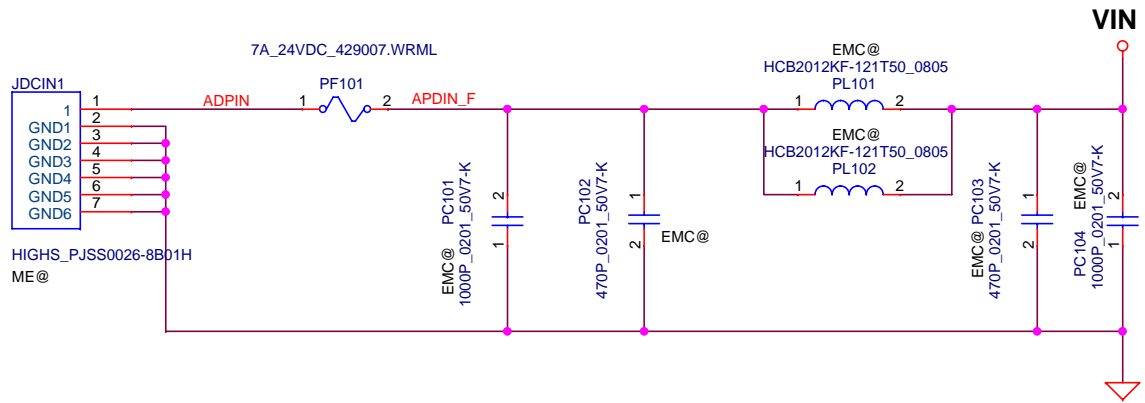 VIN
7A_24VDC_429007.WRML
EMC@
HCB2012KF-121T50_0805
PL101
JDCIN1
PF101
1
1
ADPIN
1
2
APDIN_F
1
2
GND1
2
GND2
3
GND3
4
GND4
5
GND5
6
GND6
7
EMC@
HCB2012KF-121T50_0805
PL102
1
2
HIGHS_PJSS0026-8B01H
ME@
EMC@ PC101
1000P_0201_50V7-K
2
1
PC102
470P_0201_50V7-K
1
2
EMC@
EMC@ PC103
470P_0201_50V7-K
1
2
PC104 EMC@
1000P_0201_50V7-K
2
1